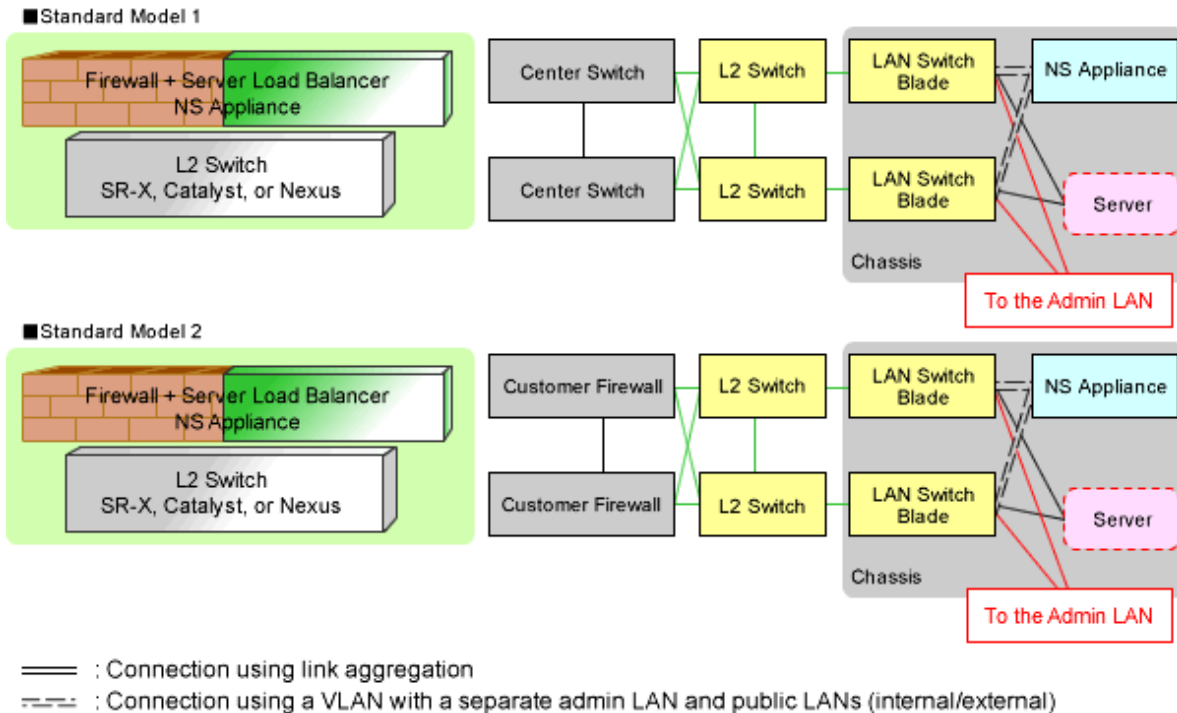 ■Standard Model 1
Firewall + Server Load Balancer
NS Appliance
L2 Switch
SR-X, Catalyst, or Nexus
Center Switch
L2 Switch
LAN Switch
Blade
NS Appliance
Center Switch
L2 Switch
LAN Switch
Blade
Server
Chassis
To the Admin LAN
■Standard Model 2
Firewall + Server Load Balancer
NS Appliance
L2 Switch
SR-X, Catalyst, or Nexus
Customer Firewall
L2 Switch
LAN Switch
Blade
NS Appliance
Customer Firewall
L2 Switch
LAN Switch
Blade
Server
Chassis
To the Admin LAN
: Connection using link aggregation
: Connection using a VLAN with a separate admin LAN and public LANs (internal/external)